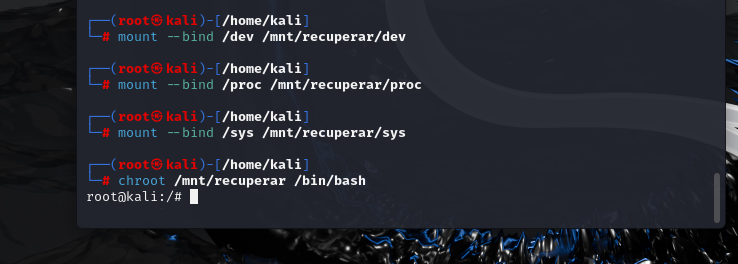 ┌──(root㉿kali)-[/home/kali]
└─# mount --bind /dev /mnt/recuperar/dev
┌──(root㉿kali)-[/home/kali]
└─# mount --bind /proc /mnt/recuperar/proc
┌──(root㉿kali)-[/home/kali]
└─# mount --bind /sys /mnt/recuperar/sys
┌──(root㉿kali)-[/home/kali]
└─# chroot /mnt/recuperar /bin/bash
root@kali:/#